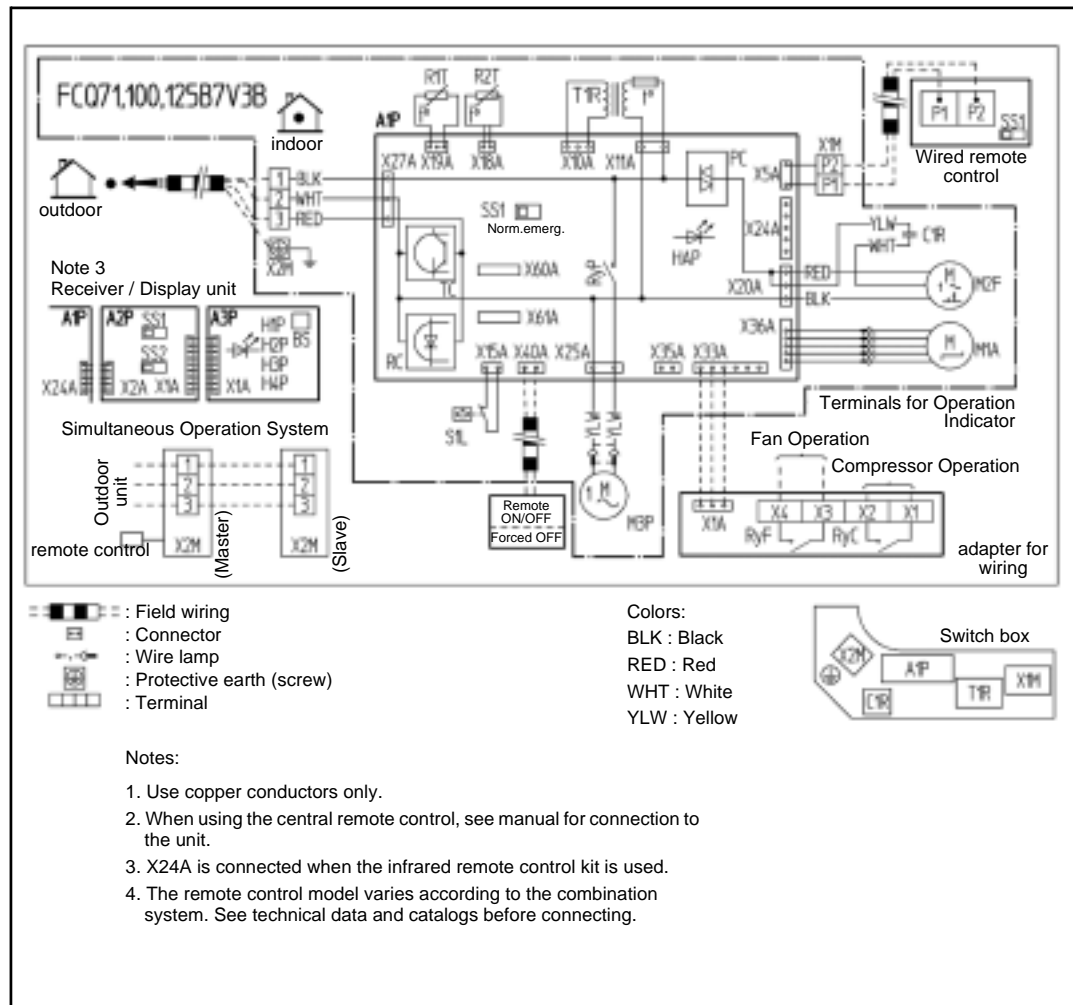 FCQ71,100,125B7V3B
indoor
outdoor
R1T
R2T
t°
t°
T1R
t°
A1P
X27A
X19A
X18A
X10A
X11A
PC
X5A
X1M
P2
P1
P1
P2
SS1
Wired remote
control
1
BLK
2
WHT
3
RED
X2M
SS1
Norm.emerg.
HAP
X24A
YLW
WHT
C1R
RED
BLK
M
M2F
X20A
TC
RC
X60A
X61A
RyP
X36A
M
M1A
X15A
X40A
X25A
X35A
X33A
S1L
YLW
YLW
M
M3P
Remote
ON/OFF
Forced OFF
Note 3
Receiver / Display unit
A1P
X24A
A2P
SS1
SS2
X2A
X1A
A3P
H1P
H2P
H3P
H4P
BS
X1A
Simultaneous Operation System
Outdoor
unit
1
2
3
X2M
(Master)
1
2
3
X2M
(Slave)
remote control
Terminals for Operation
Indicator
Fan Operation
Compressor Operation
X1A
X4
X3
X2
X1
RyF
RyC
adapter for
wiring
: Field wiring
: Connector
: Wire lamp
: Protective earth (screw)
: Terminal
Colors:
BLK : Black
RED : Red
WHT : White
YLW : Yellow
Switch box
X2M
A1P
C1R
T1R
X1M
Notes:
1. Use copper conductors only.
2. When using the central remote control, see manual for connection to
the unit.
3. X24A is connected when the infrared remote control kit is used.
4. The remote control model varies according to the combination
system. See technical data and catalogs before connecting.